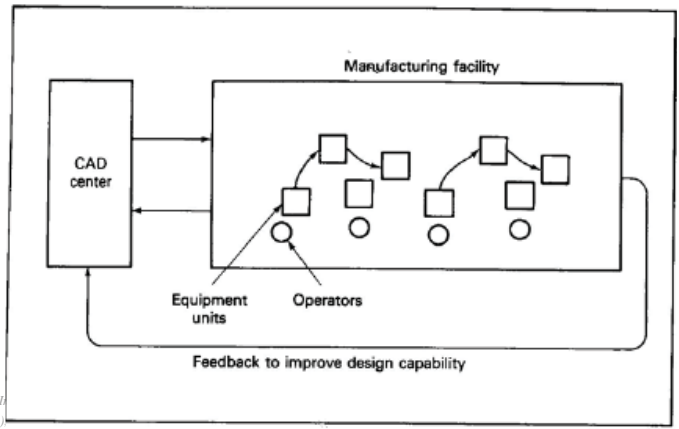 Manufacturing facility
CAD
center
Equipment
units
Operators
Feedback to improve design capability